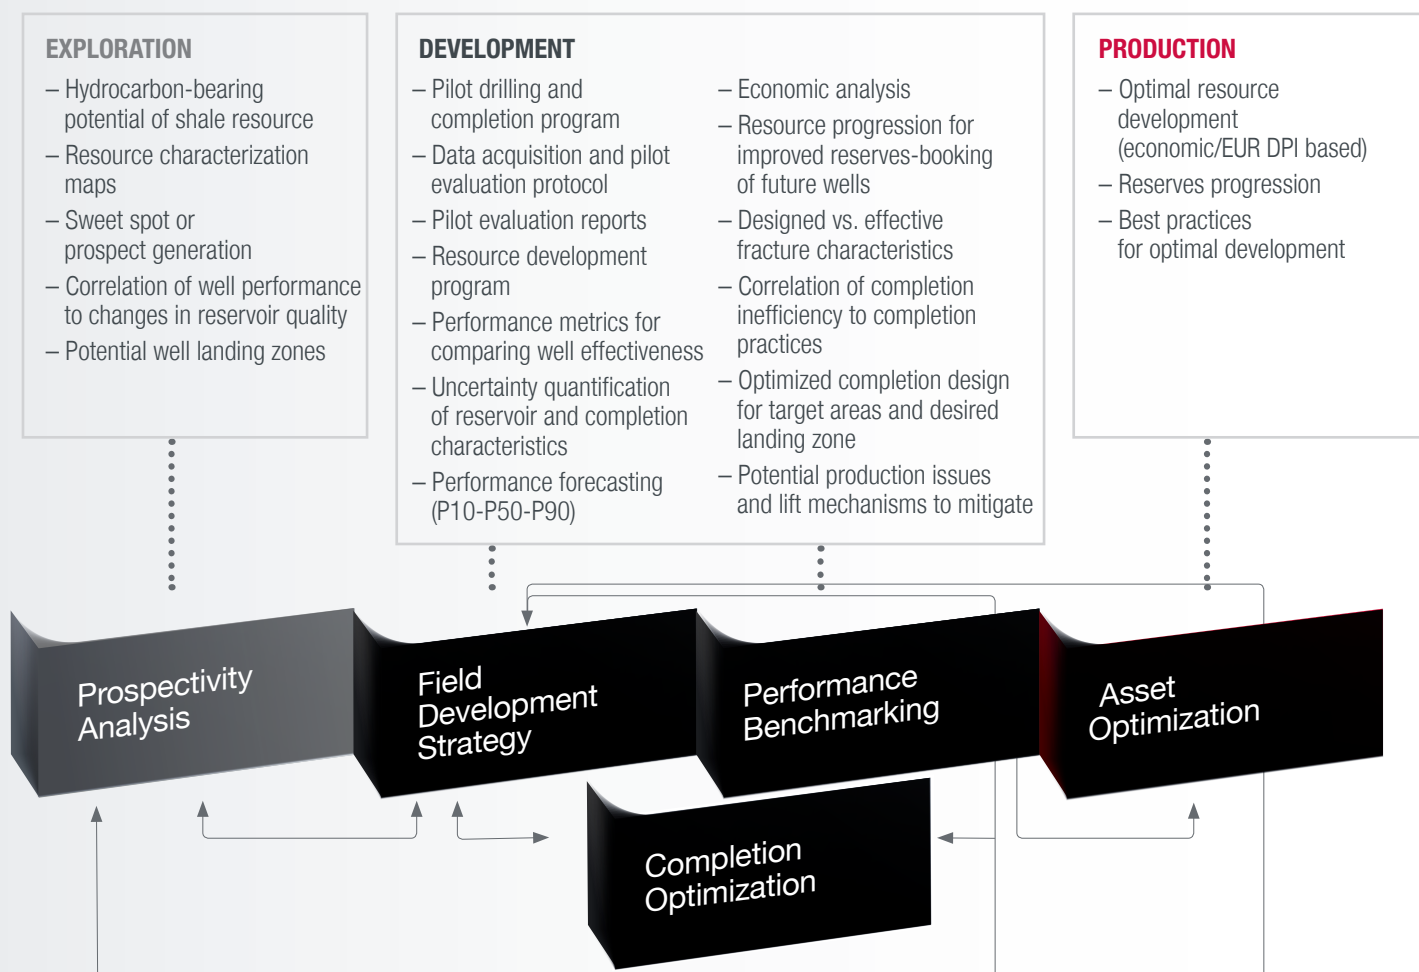 EXPLORATION
– Hydrocarbon-bearing
potential of shale resource
– Resource characterization
maps
– Sweet spot or
prospect generation
– Correlation of well performance
to changes in reservoir quality
– Potential well landing zones
DEVELOPMENT
– Pilot drilling and
completion program
– Data acquisition and pilot
evaluation protocol
– Pilot evaluation reports
– Resource development
program
– Performance metrics for
comparing well effectiveness
– Uncertainty quantification
of reservoir and completion
characteristics
– Performance forecasting
(P10-P50-P90)
– Economic analysis
– Resource progression for
improved reserves-booking
of future wells
– Designed vs. effective
fracture characteristics
– Correlation of completion
inefficiency to completion
practices
– Optimized completion design
for target areas and desired
landing zone
– Potential production issues
and lift mechanisms to mitigate
PRODUCTION
– Optimal resource
development
(economic/EUR DPI based)
– Reserves progression
– Best practices
for optimal development
Prospectivity
Analysis
Field
Development
Strategy
Performance
Benchmarking
Asset
Optimization
Completion
Optimization